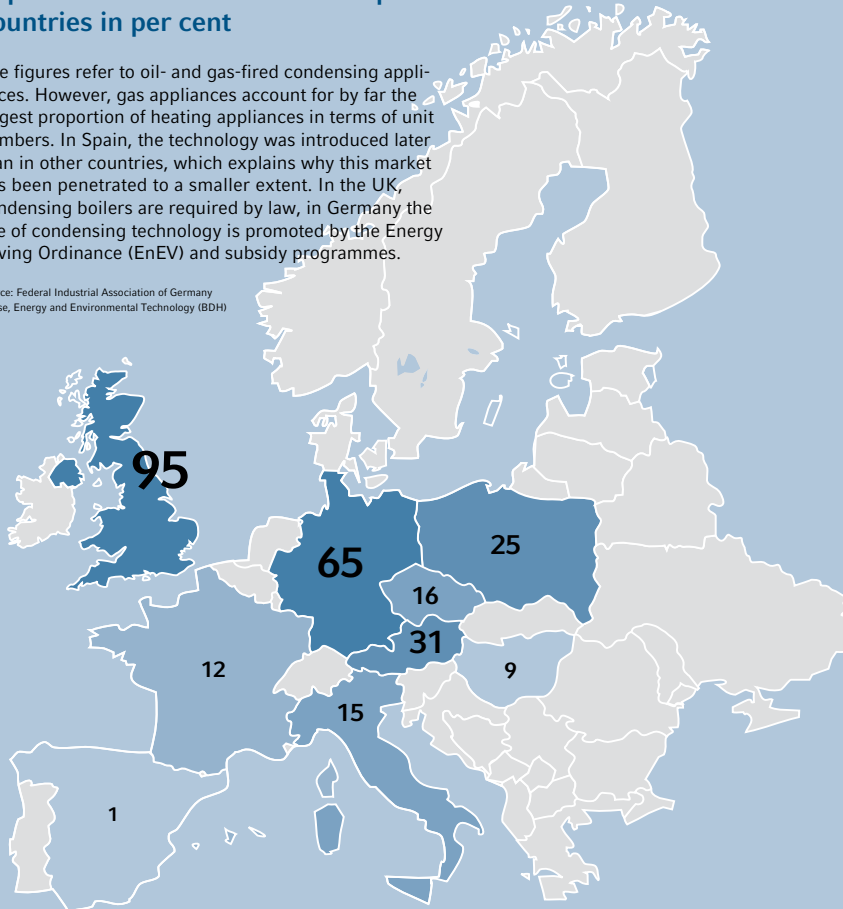 ountries in per cent
e figures refer to oil- and gas-fired condensing appli-
ces. However, gas appliances account for by far the
gest proportion of heating appliances in terms of unit
mbers. In Spain, the technology was introduced later
an in other countries, which explains why this market
s been penetrated to a smaller extent. In the UK,
ndensing boilers are required by law, in Germany the
e of condensing technology is promoted by the Energy
ving Ordinance (EnEV) and subsidy programmes.
ce: Federal Industrial Association of Germany
se, Energy and Environmental Technology (BDH)
95
65
25
16
31
12
9
15
1